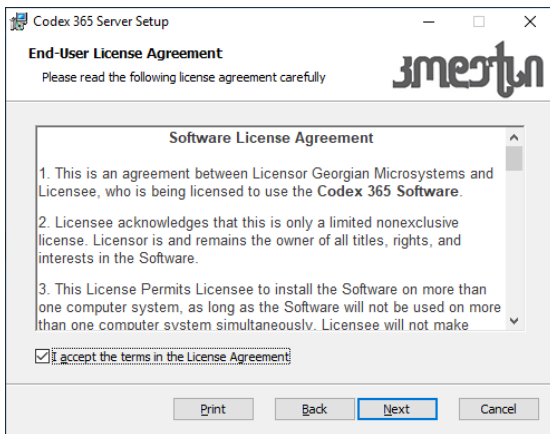 Codex 365 Server Setup
End-User License Agreement
Please read the following license agreement carefully
Software License Agreement
1. This is an agreement between Licensor Georgian Microsystems and
Licensee, who is being licensed to use the Codex 365 Software.
2. Licensee acknowledges that this is only a limited nonexclusive
license. Licensor is and remains the owner of all titles, rights, and
interests in the Software.
3. This License Permits Licensee to install the Software on more than
one computer system, as long as the Software will not be used on more
than one computer system simultaneously. Licensee will not make
I accept the terms in the License Agreement
Print Back Next Cancel